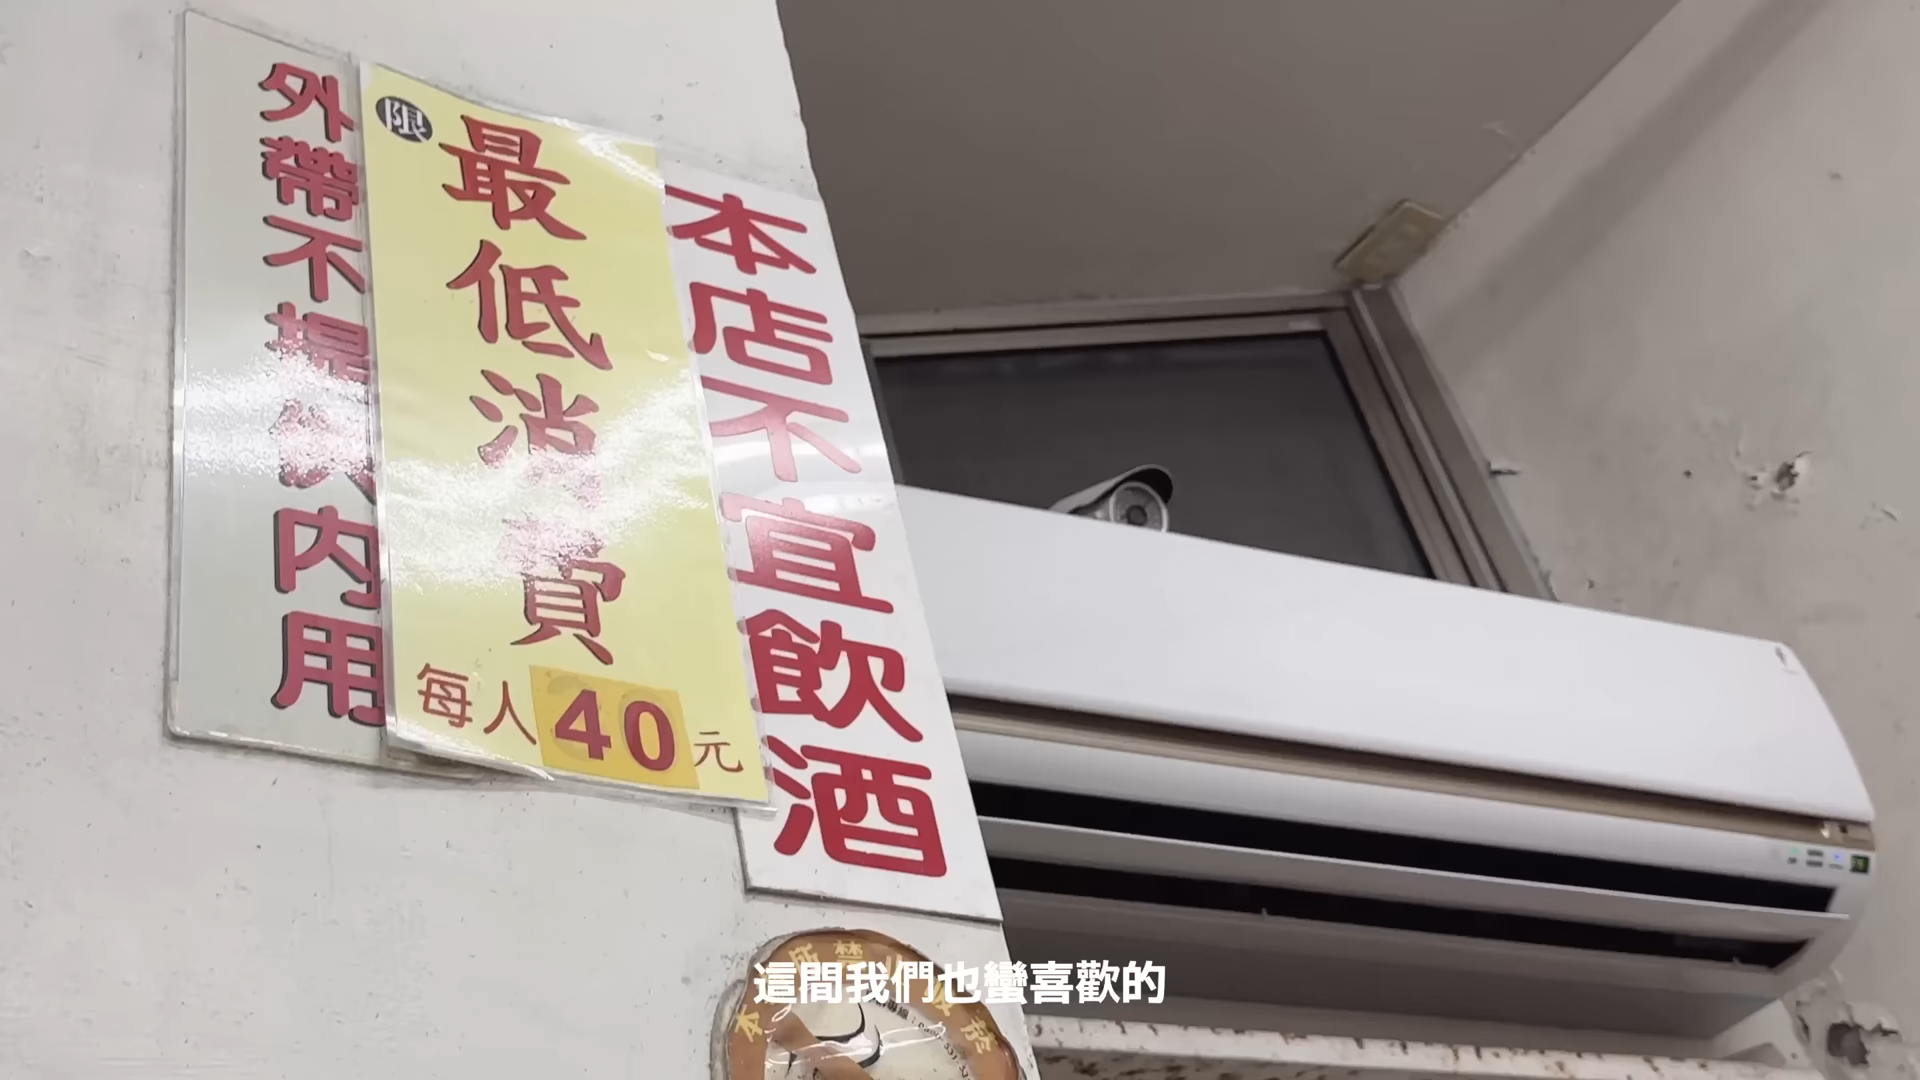 本店不宜飲酒
限
最低消費
每人40元
外帶不提供內用
這間我們也蠻喜歡的